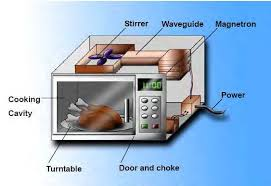 Stirrer
Waveguide
Magnetron
Cooking
Cavity
Power
Turntable
Door and choke